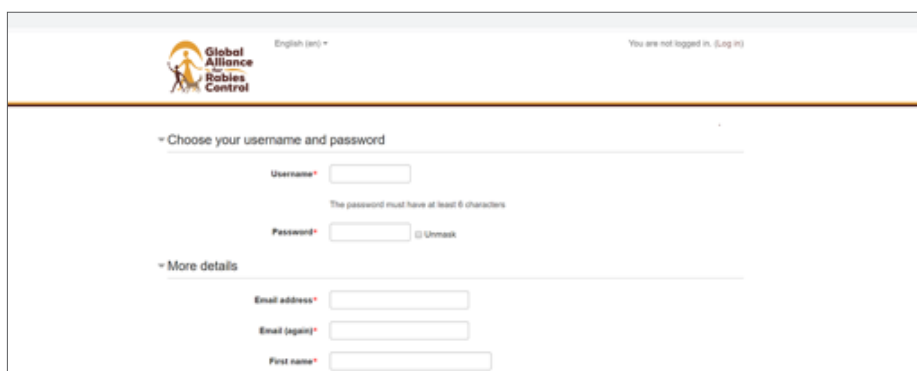 English (en)
You are not logged in. (Log in)
Global
Alliance
for
Rabies
Control
Choose your username and password
Username*
The password must have at least 6 characters
Password*
Unmask
More details
Email address*
Email (again)*
First name*